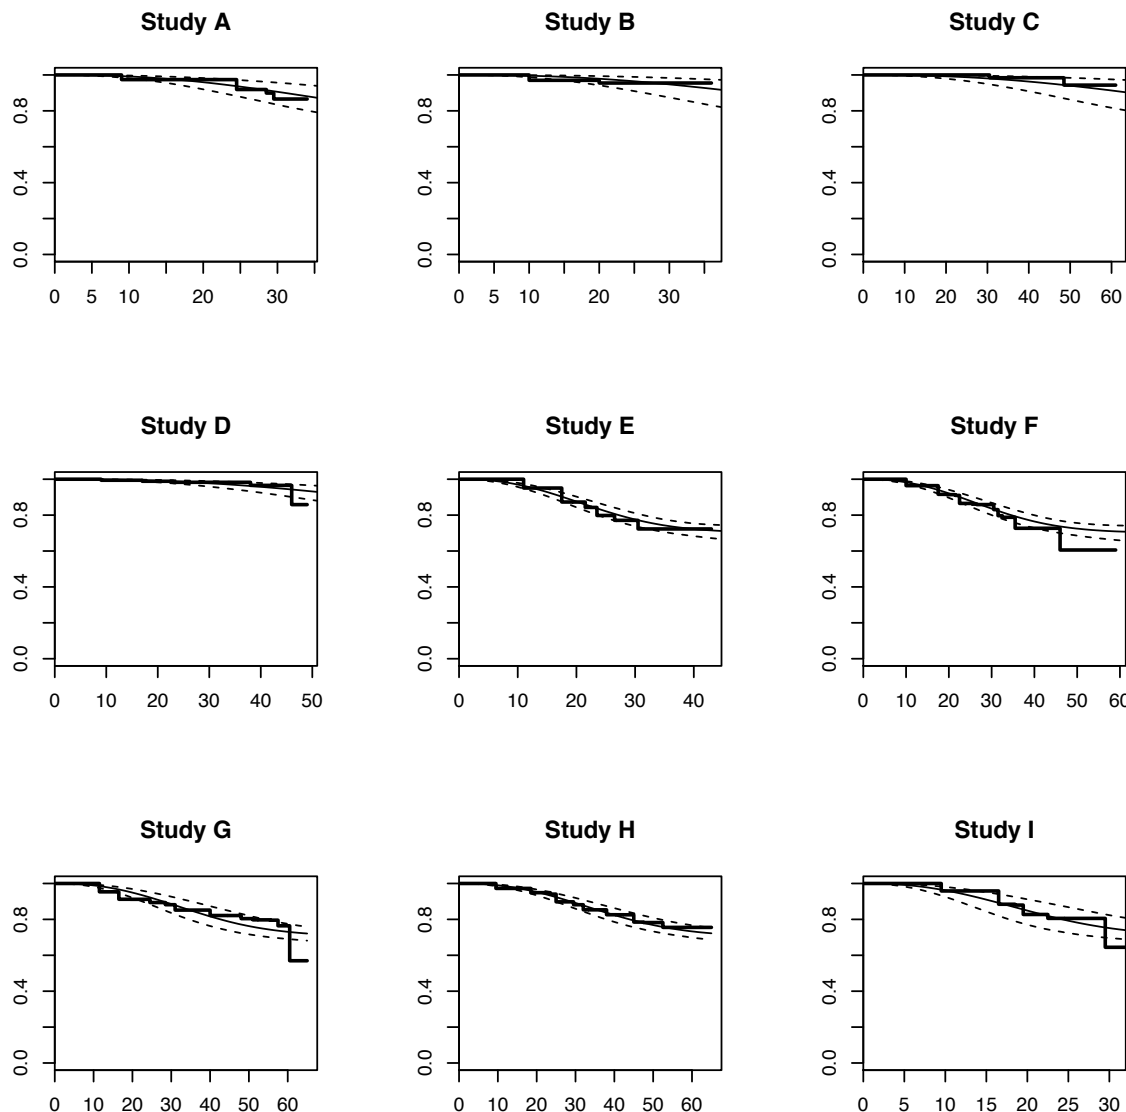 Study A
Study B
Study C
0.0 0.4 0.8
0 5 10 20 30
0.0 0.4 0.8
0 5 10 20 30
0.0 0.4 0.8
0 10 20 30 40 50 60
Study D
Study E
Study F
0.0 0.4 0.8
0 10 20 30 40 50
0.0 0.4 0.8
0 10 20 30 40
0.0 0.4 0.8
0 10 20 30 40 50 60
Study G
Study H
Study I
0.0 0.4 0.8
0 10 20 30 40 50 60
0.0 0.4 0.8
0 10 20 30 40 50 60
0.0 0.4 0.8
0 5 10 15 20 25 30